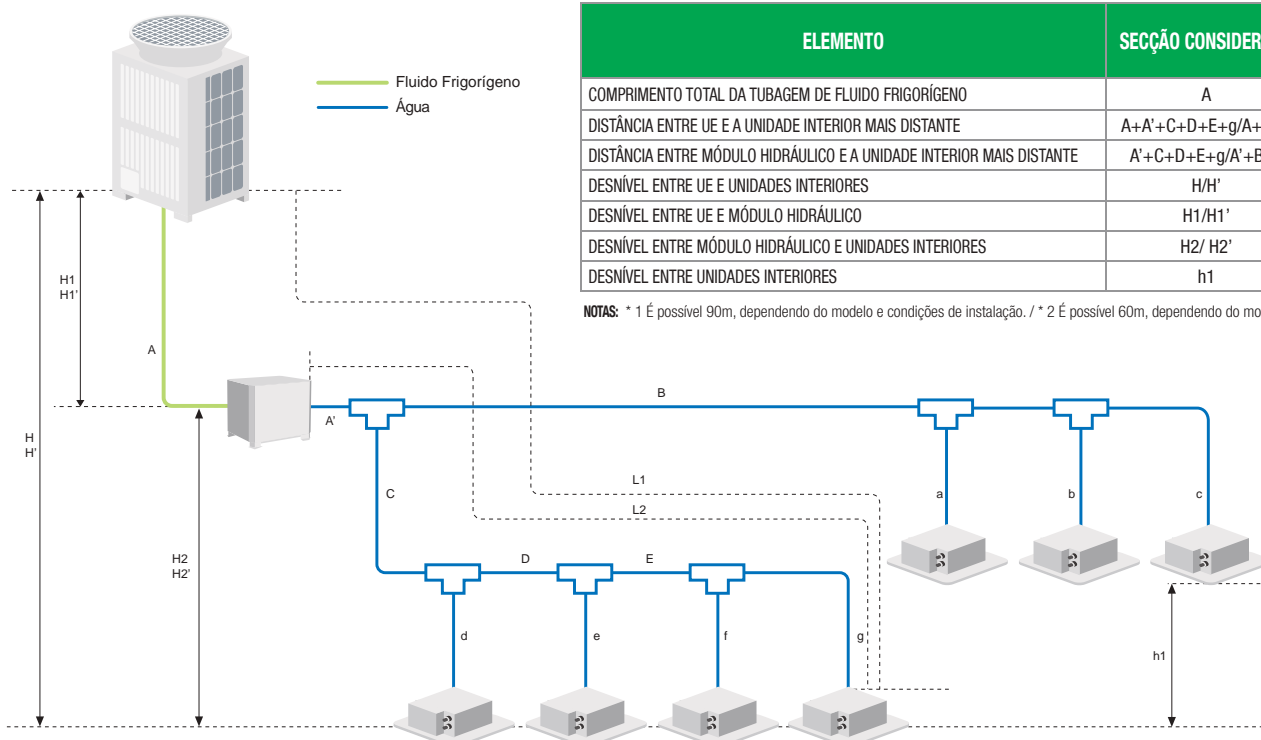 ELEMENTO SECÇÃO CONSIDER
COMPRIMENTO TOTAL DA TUBAGEM DE FLUIDO FRIGORÍGENO A
DISTÂNCIA ENTRE UE E A UNIDADE INTERIOR MAIS DISTANTE A+A'+C+D+E+g/A+
DISTÂNCIA ENTRE MÓDULO HIDRÁULICO E A UNIDADE INTERIOR MAIS DISTANTE A'+C+D+E+g/A'+B
DESNÍVEL ENTRE UE E UNIDADES INTERIORES H/H'
DESNÍVEL ENTRE UE E MÓDULO HIDRÁULICO H1/H1'
DESNÍVEL ENTRE MÓDULO HIDRÁULICO E UNIDADES INTERIORES H2/ H2'
DESNÍVEL ENTRE UNIDADES INTERIORES h1
NOTAS: * 1 É possível 90m, dependendo do modelo e condições de instalação. / * 2 É possível 60m, dependendo do mo
Fluido Frigorígeno
Água
H1
H1'
A
H
H'
A'
B
C
L1
L2
a
b
c
H2
H2'
D
E
d
e
f
g
h1